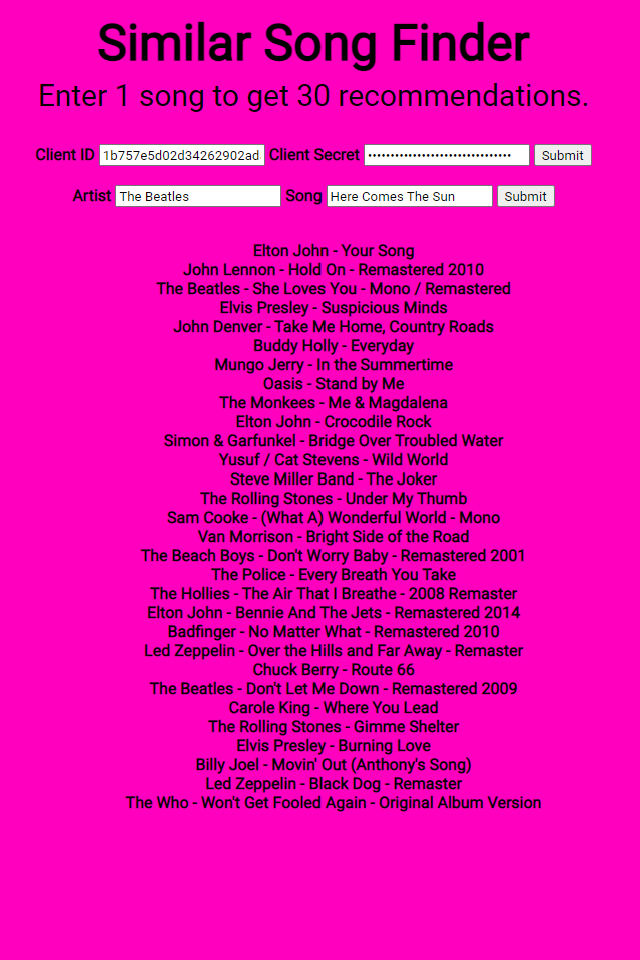 Similar Song Finder
Enter 1 song to get 30 recommendations.
Client ID 1b757e5d02d34262902ad Client Secret •••••••••••••••••••••••••••••••• Submit
Artist The Beatles Song Here Comes The Sun Submit
Elton John - Your Song
John Lennon - Hold On - Remastered 2010
The Beatles - She Loves You - Mono / Remastered
Elvis Presley - Suspicious Minds
John Denver - Take Me Home, Country Roads
Buddy Holly - Everyday
Mungo Jerry - In the Summertime
Oasis - Stand by Me
The Monkees - Me & Magdalena
Elton John - Crocodile Rock
Simon & Garfunkel - Bridge Over Troubled Water
Yusuf / Cat Stevens - Wild World
Steve Miller Band - The Joker
The Rolling Stones - Under My Thumb
Sam Cooke - (What A) Wonderful World - Mono
Van Morrison - Bright Side of the Road
The Beach Boys - Don't Worry Baby - Remastered 2001
The Police - Every Breath You Take
The Hollies - The Air That I Breathe - 2008 Remaster
Elton John - Bennie And The Jets - Remastered 2014
Badfinger - No Matter What - Remastered 2010
Led Zeppelin - Over the Hills and Far Away - Remaster
Chuck Berry - Route 66
The Beatles - Don't Let Me Down - Remastered 2009
Carole King - Where You Lead
The Rolling Stones - Gimme Shelter
Elvis Presley - Burning Love
Billy Joel - Movin' Out (Anthony's Song)
Led Zeppelin - Black Dog - Remaster
The Who - Won't Get Fooled Again - Original Album Version